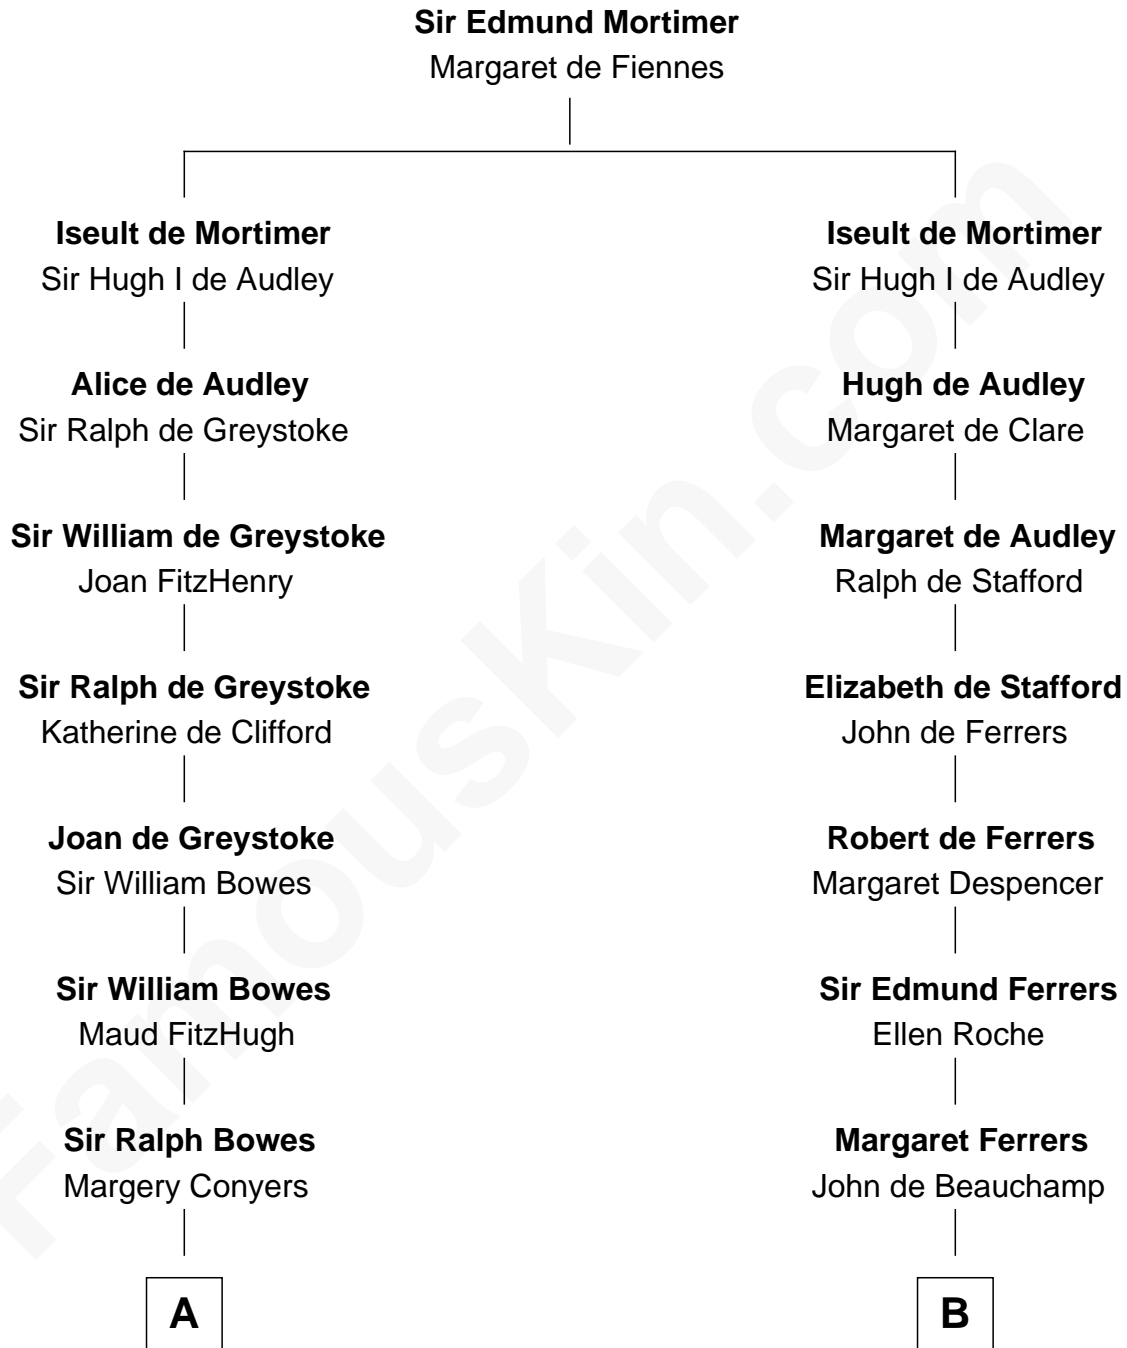 Sir Edmund Mortimer
Margaret de Fiennes
Iseult de Mortimer
Sir Hugh I de Audley
Iseult de Mortimer
Sir Hugh I de Audley
Alice de Audley
Sir Ralph de Greystoke
Hugh de Audley
Margaret de Clare
Sir William de Greystoke
Joan FitzHenry
Margaret de Audley
Ralph de Stafford
Sir Ralph de Greystoke
Katherine de Clifford
Elizabeth de Stafford
John de Ferrers
Joan de Greystoke
Sir William Bowes
Robert de Ferrers
Margaret Despencer
Sir William Bowes
Maud FitzHugh
Sir Edmund Ferrers
Ellen Roche
Sir Ralph Bowes
Margery Conyers
Margaret Ferrers
John de Beauchamp
A
B
FamousKin.com